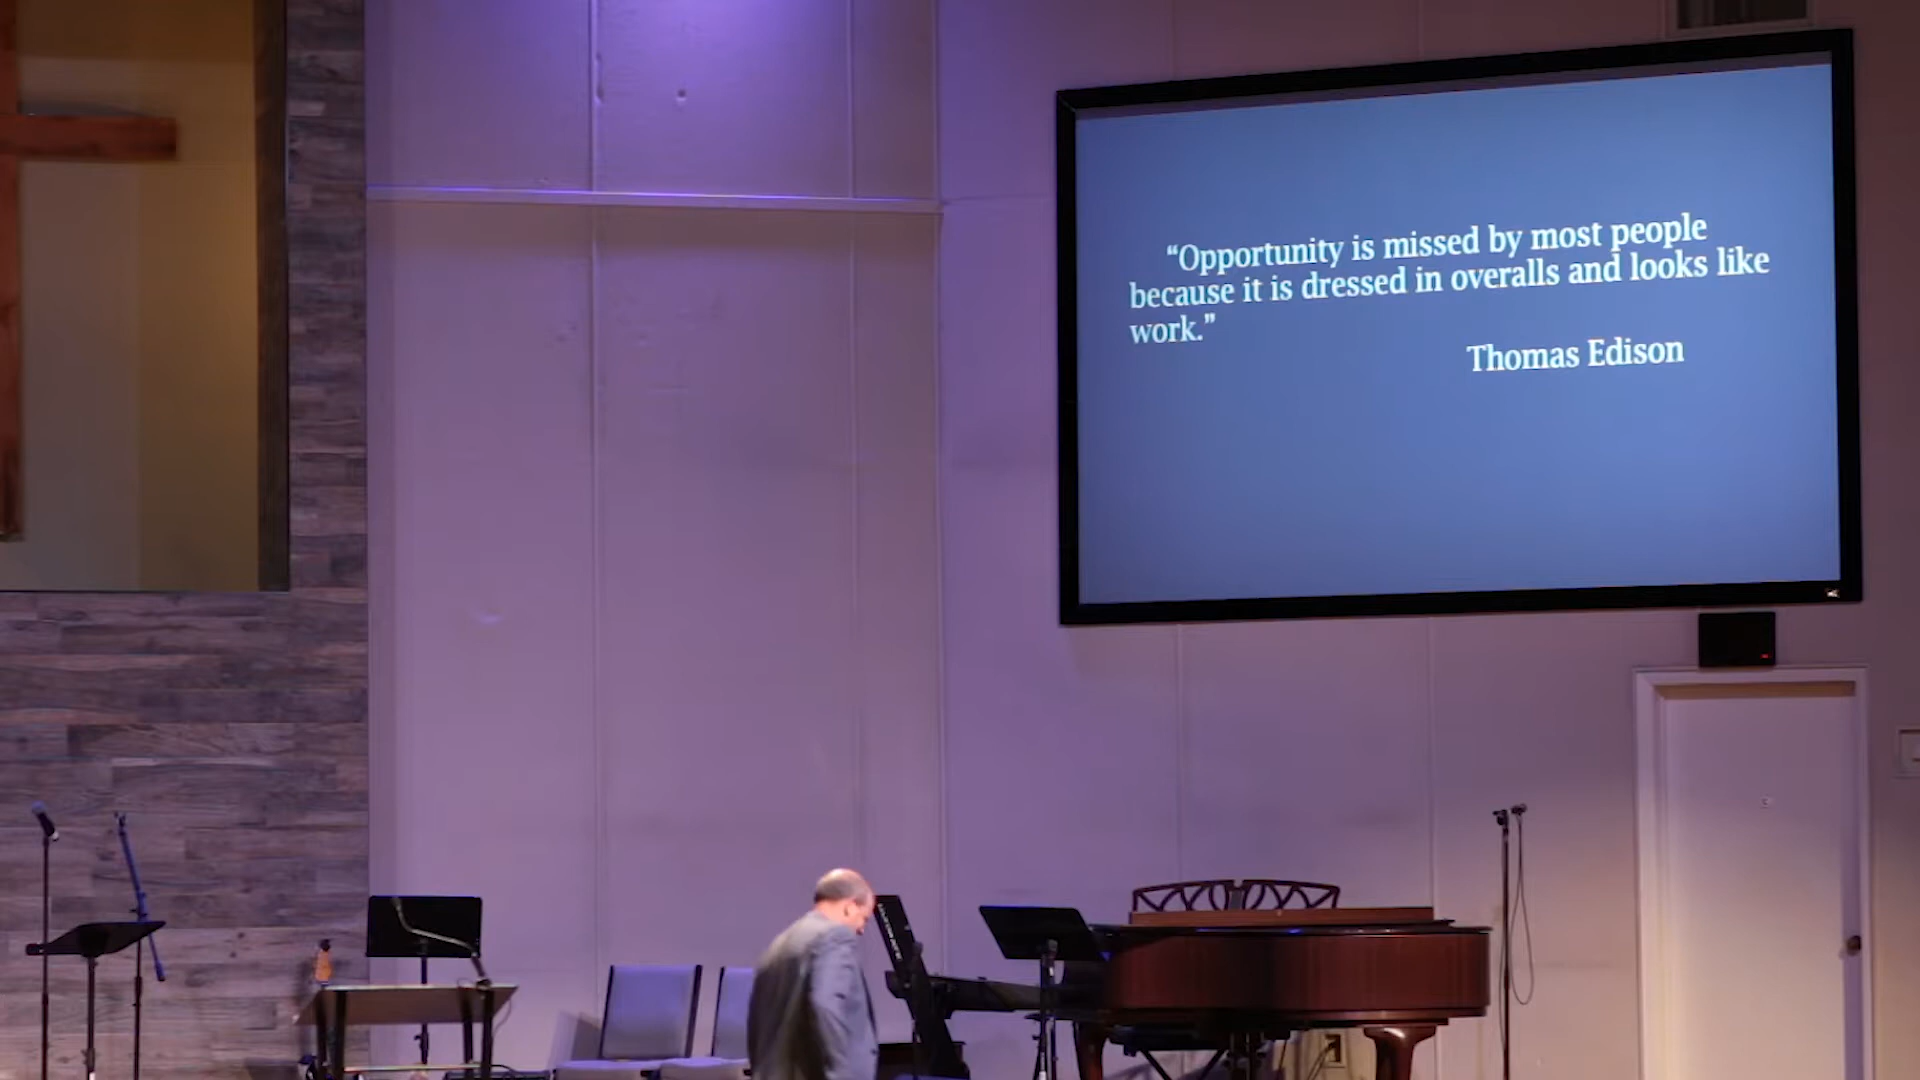 “Opportunity is missed by most people
because it is dressed in overalls and looks like
work.”
Thomas Edison